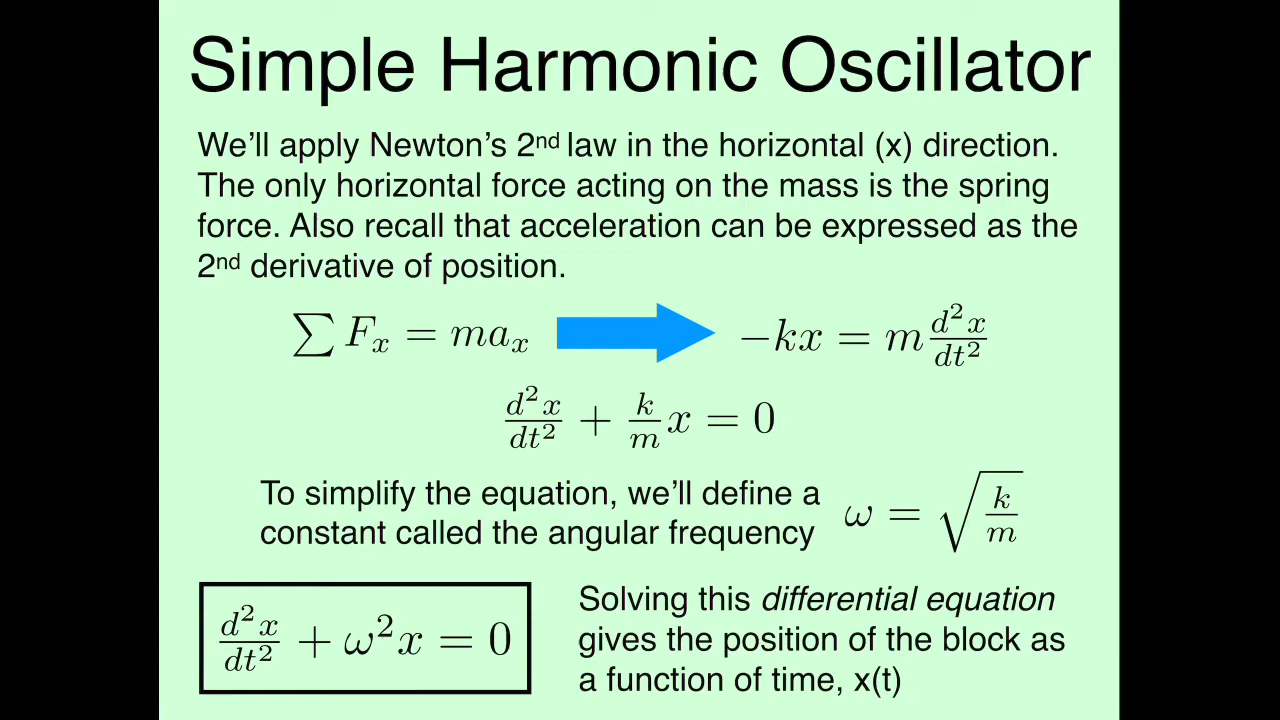 Simple Harmonic Oscillator
We'll apply Newton's 2nd law in the horizontal (x) direction.
The only horizontal force acting on the mass is the spring
force. Also recall that acceleration can be expressed as the
2nd derivative of position.
∑ Fₓ = maₓ → −kx = m d²x/dt²
d²x/dt² + k/m x = 0
To simplify the equation, we'll define a
constant called the angular frequency
ω = √(k/m)
d²x/dt² + ω²x = 0
Solving this differential equation
gives the position of the block as
a function of time, x(t)